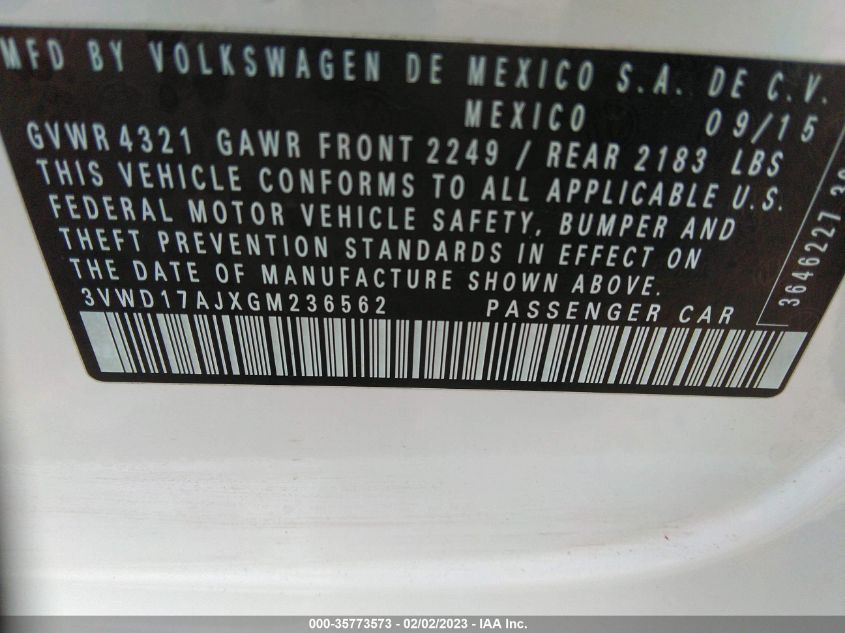 MFD BY VOLKSWAGEN DE MEXICO S.A. DE C.V.
MEXICO 09/15
GVWR 4321 GAWR FRONT 2249 / REAR 2183 LBS
THIS VEHICLE CONFORMS TO ALL APPLICABLE U.S.
FEDERAL MOTOR VEHICLE SAFETY, BUMPER AND
THEFT PREVENTION STANDARDS IN EFFECT ON
THE DATE OF MANUFACTURE SHOWN ABOVE.
3VWD17AJXGM236562 PASSENGER CAR
3646227
000-35773573 - 02/02/2023 - IAA Inc.